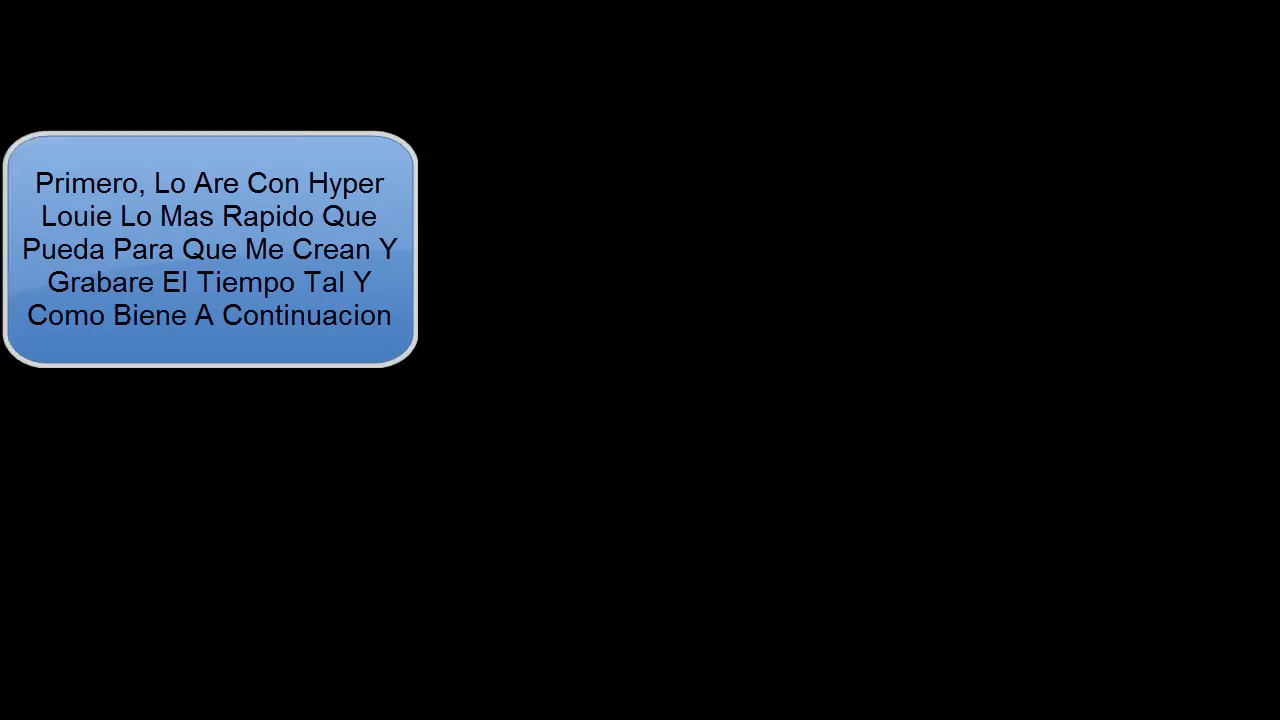 Primero, Lo Are Con Hyper
Louie Lo Mas Rapido Que
Pueda Para Que Me Crean Y
Grabare El Tiempo Tal Y
Como Biene A Continuacion